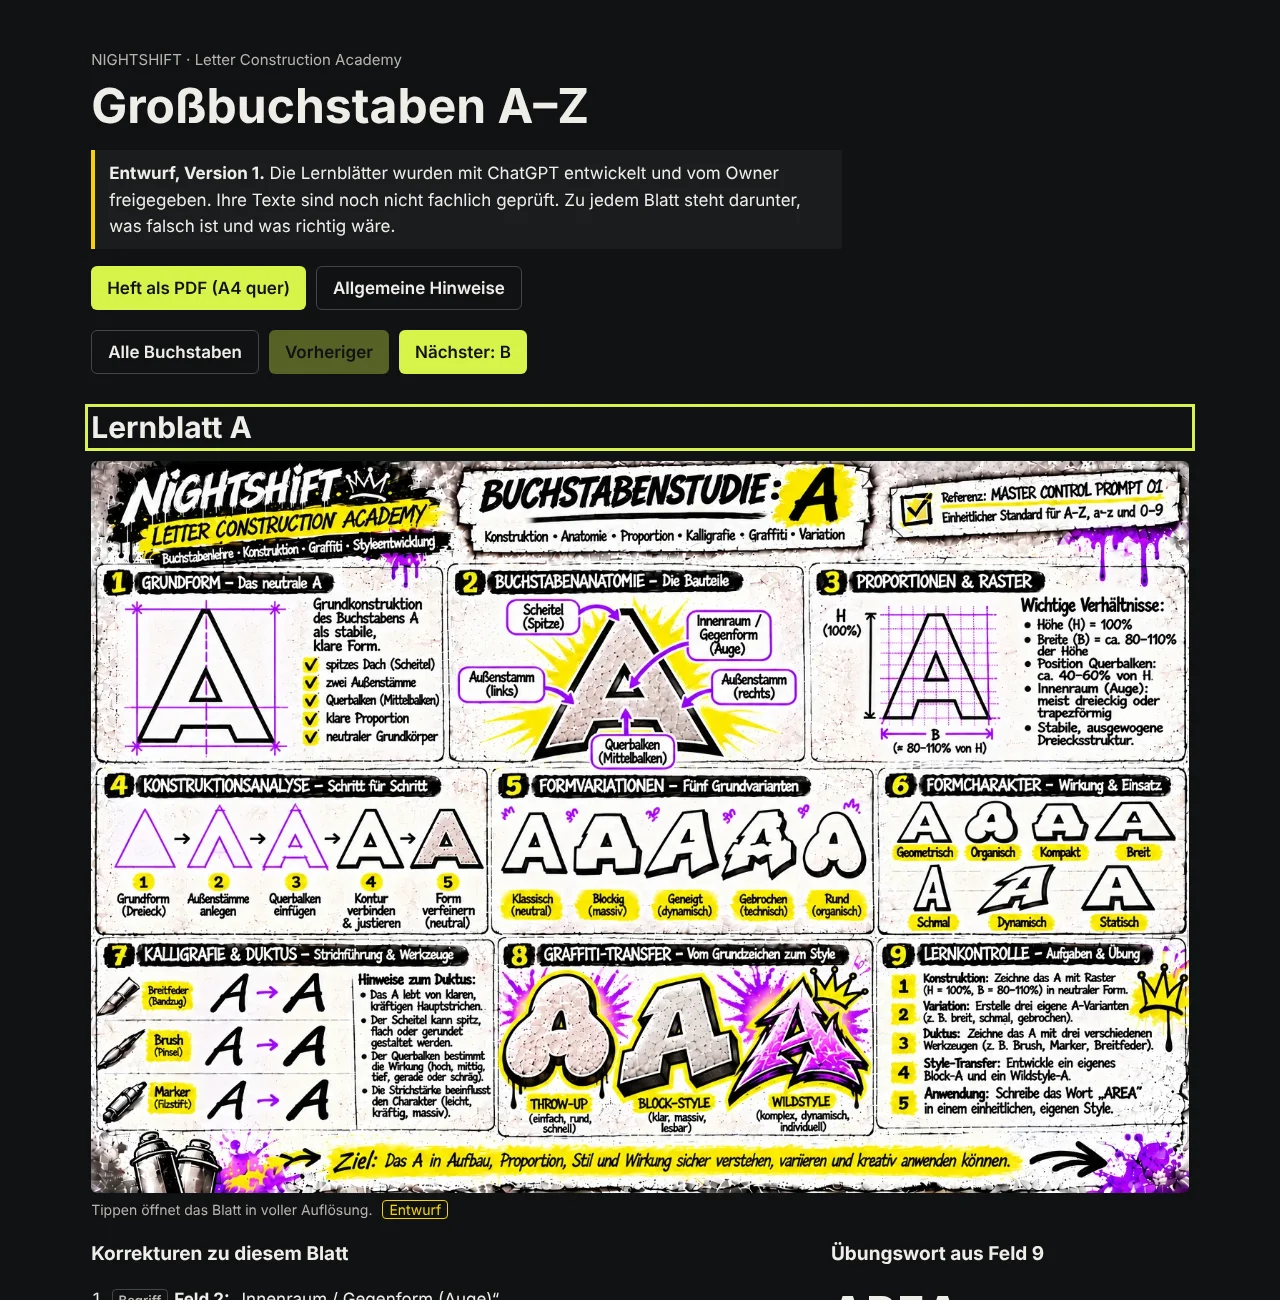 NIGHTSHIFT · Letter Construction Academy
Großbuchstaben A–Z
Entwurf, Version 1. Die Lernblätter wurden mit ChatGPT entwickelt und vom Owner
freigegeben. Ihre Texte sind noch nicht fachlich geprüft. Zu jedem Blatt steht darunter,
was falsch ist und was richtig wäre.
Heft als PDF (A4 quer)
Allgemeine Hinweise
Alle Buchstaben
Vorheriger
Nächster: B
Lernblatt A
NIGHTSHIFT
LETTER CONSTRUCTION ACADEMY
Buchstabenlehre • Konstruktion • Graffiti • Styleentwicklung
BUCHSTABENSTUDIE: A
Konstruktion • Anatomie • Proportion • Kalligrafie • Graffiti • Variation
Referenz: MASTER CONTROL PROMPT 01
Einheitlicher Standard für A-Z, a-z und 0-9
1 GRUNDFORM – Das neutrale A
Grundkonstruktion
des Buchstabens A
als stabile,
klare Form.
spitzes Dach (Scheitel)
zwei Außenstämme
Querbalken (Mittelbalken)
klare Proportion
neutraler Grundkörper
2 BUCHSTABENANATOMIE – Die Bauteile
Scheitel
(Spitze)
Innenraum /
Gegenform
(Auge)
Außenstamm
(links)
Außenstamm
(rechts)
Querbalken
(Mittelbalken)
3 PROPORTIONEN & RASTER
H
(100%)
B
(≈ 80-110% von H)
Wichtige Verhältnisse:
• Höhe (H) = 100%
• Breite (B) = ca. 80-110%
der Höhe
• Position Querbalken:
ca. 40-60% von H
• Innenraum (Auge):
meist dreieckig oder
trapezförmig
• Stabile, ausgewogene
Dreiecksstruktur.
4 KONSTRUKTIONSANALYSE – Schritt für Schritt
1
Grundform
(Dreieck)
2
Außenstämme
anlegen
3
Querbalken
einfügen
4
Kontur
verbinden
& justieren
5
Form
verfeinern
(neutral)
5 FORMVARIATIONEN – Fünf Grundvarianten
A A A A A
Klassisch
(neutral)
Blockig
(massiv)
Geneigt
(dynamisch)
Gebrochen
(technisch)
Rund
(organisch)
6 FORMCHARAKTER – Wirkung & Einsatz
A A A A
Geometrisch
Organisch
Kompakt
Breit
A A A
Schmal
Dynamisch
Statisch
7 KALLIGRAFIE & DUKTUS – Strichführung & Werkzeuge
Breitfeder
(Bandzug)
A → A
Brush
(Pinsel)
A → A
Marker
(Filzstift)
A → A
Hinweise zum Duktus:
• Das A lebt von klaren,
kräftigen Hauptstrichen.
• Der Scheitel kann spitz,
flach oder gerundet
gestaltet werden.
• Der Querbalken bestimmt
die Wirkung (hoch, mittig,
tief, gerade oder schräg).
• Die Strichstärke beeinflusst
den Charakter (leicht,
kräftig, massiv).
8 GRAFFITI-TRANSFER – Vom Grundzeichen zum Style
A A A
THROW-UP
(einfach, rund,
schnell)
BLOCK-STYLE
(klar, massiv,
lesbar)
WILDSTYLE
(komplex, dynamisch,
individuell)
9 LERNKONTROLLE – Aufgaben & Übung
1 Konstruktion: Zeichne das A mit Raster
(H = 100%, B = 80-110%) in neutraler Form.
2 Variation: Erstelle drei eigene A-Varianten
(z. B. breit, schmal, gebrochen).
3 Duktus: Zeichne das A mit drei verschiedenen
Werkzeugen (z. B. Brush, Marker, Breitfeder).
4 Style-Transfer: Entwickle ein eigenes
Block-A und ein Wildstyle-A.
5 Anwendung: Schreibe das Wort „AREA“
in einem einheitlichen, eigenen Style.
Ziel: Das A in Aufbau, Proportion, Stil und Wirkung sicher verstehen, variieren und kreativ anwenden können.
Tippen öffnet das Blatt in voller Auflösung.
Entwurf
Korrekturen zu diesem Blatt
Übungswort aus Feld 9
1. Begriff Feld 2: „Innenraum / Gegenform (Auge)“
AREA